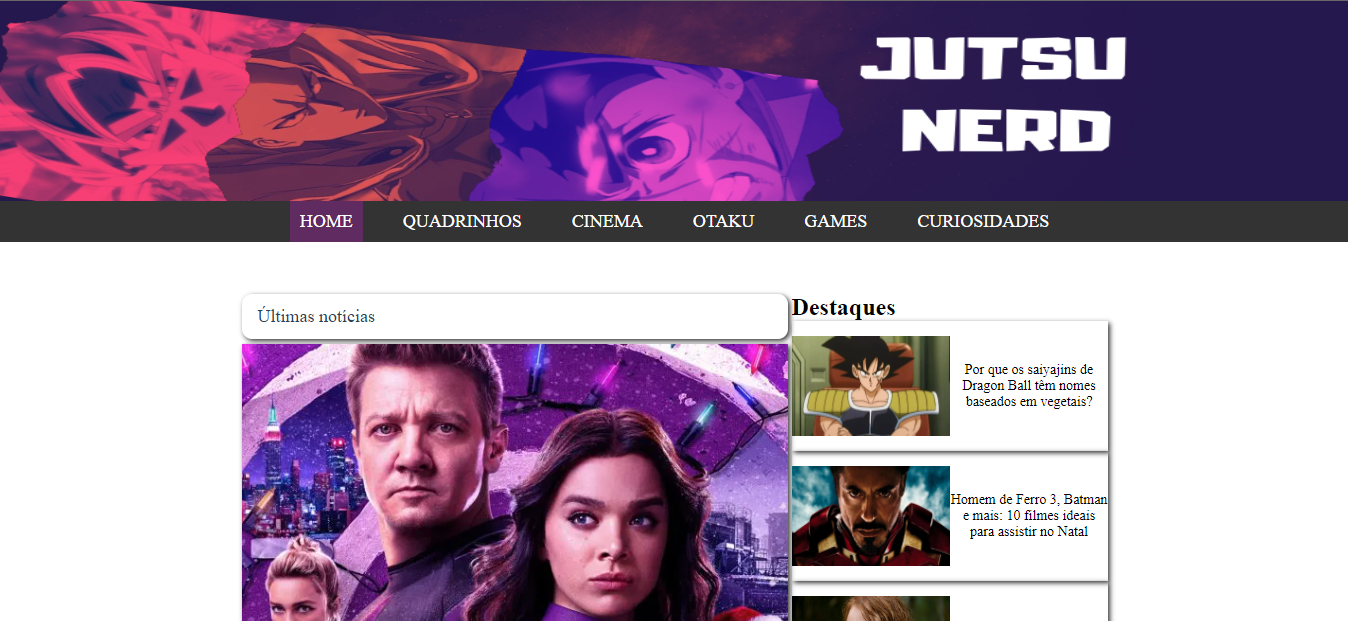 JUTSU
NERD
HOME QUADRINHOS CINEMA OTAKU GAMES CURIOSIDADES
Últimas notícias
Destaques
Por que os saiyajins de
Dragon Ball têm nomes
baseados em vegetais?
Homem de Ferro 3, Batman
e mais: 10 filmes ideais
para assistir no Natal